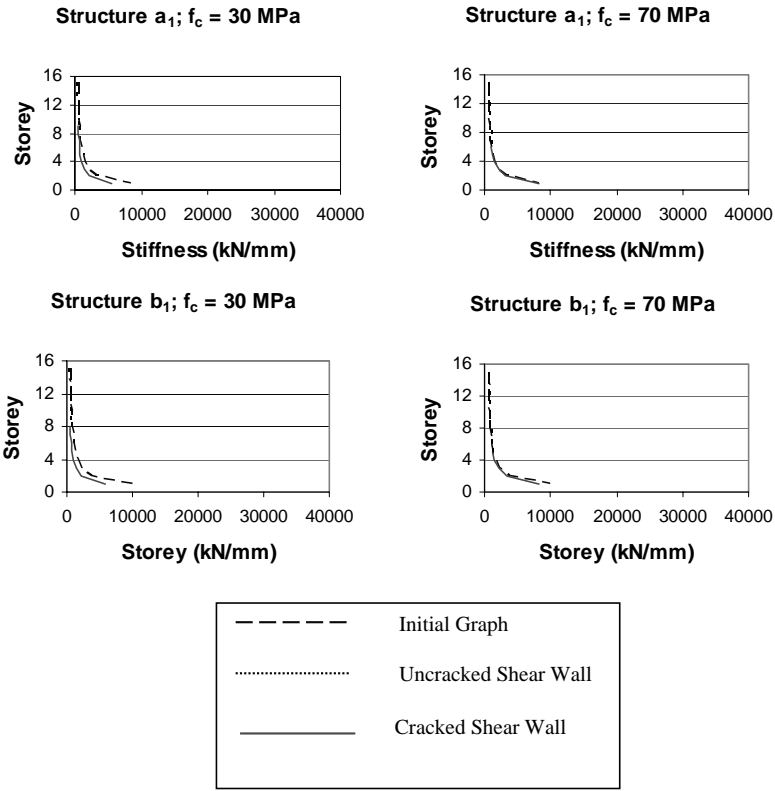 Structure a₁; f_c = 30 MPa
16
12
8
4
0
Storey
0 10000 20000 30000 40000
Stiffness (kN/mm)
Structure a₁; f_c = 70 MPa
16
12
8
4
0
Storey
0 10000 20000 30000 40000
Stiffness (kN/mm)
Structure b₁; f_c = 30 MPa
16
12
8
4
0
Storey
0 10000 20000 30000 40000
Storey (kN/mm)
Structure b₁; f_c = 70 MPa
16
12
8
4
0
Storey
0 10000 20000 30000 40000
Storey (kN/mm)
Initial Graph
Uncracked Shear Wall
Cracked Shear Wall